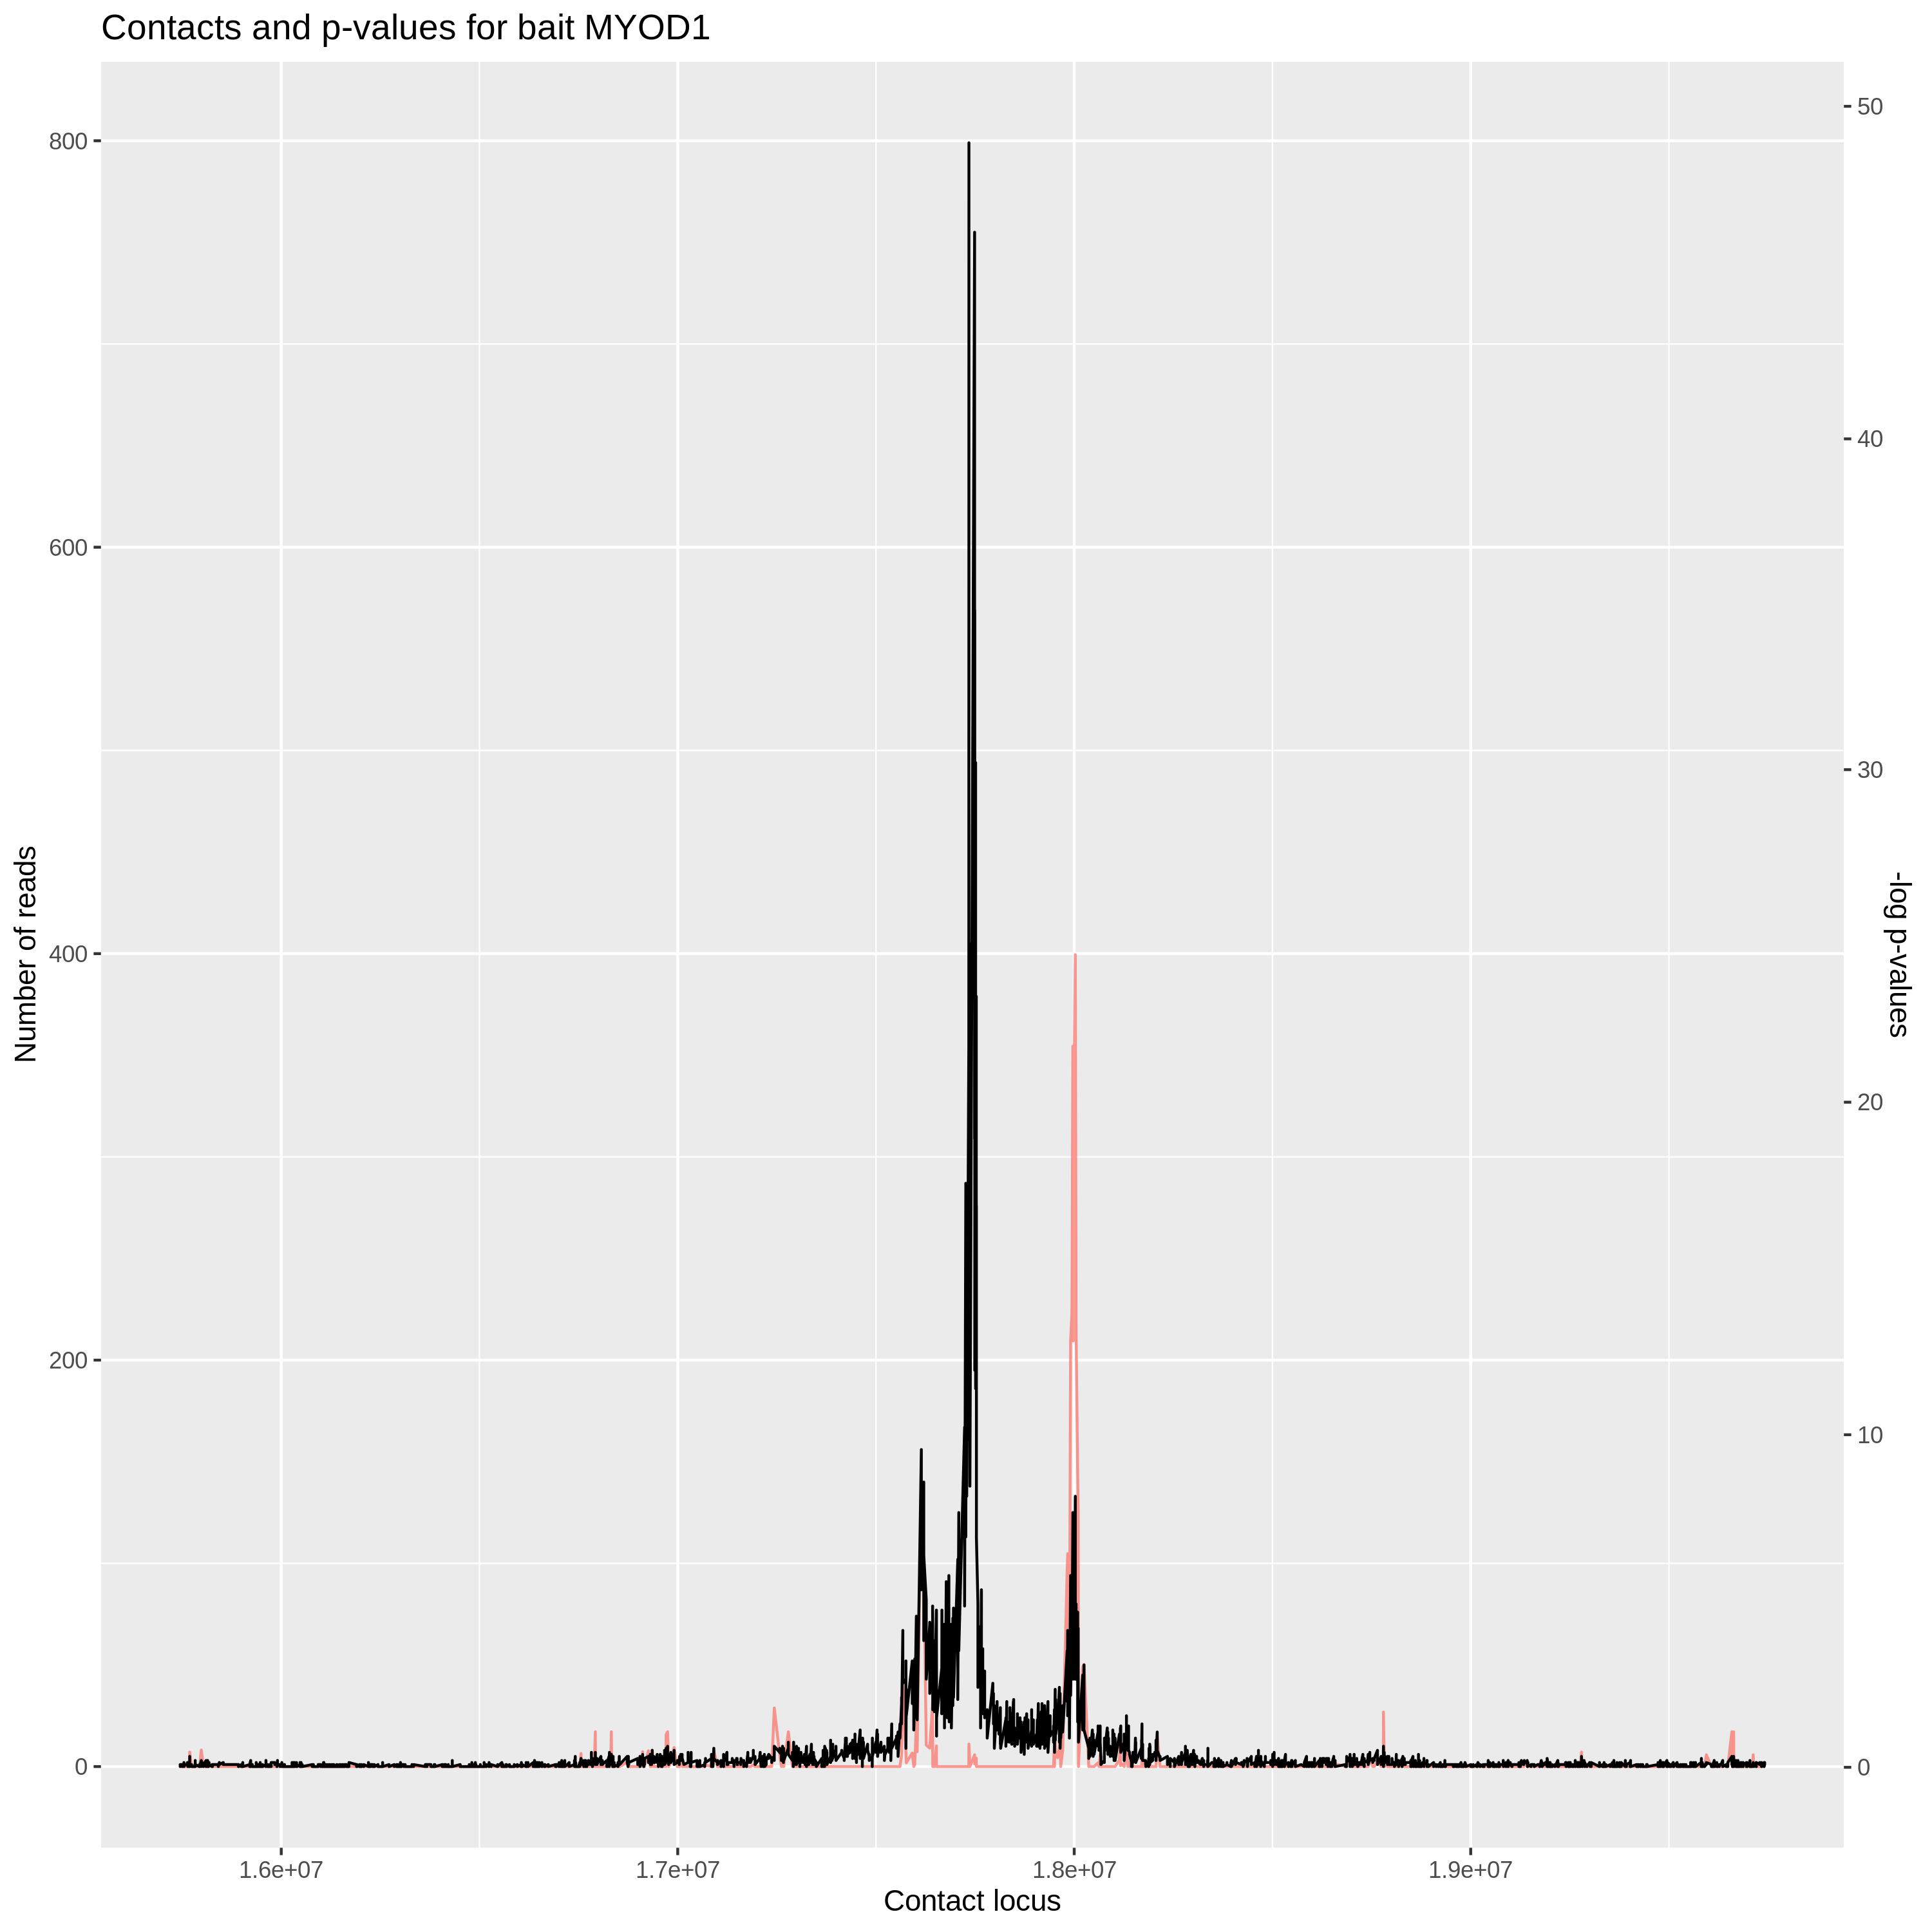 Contacts and p-values for bait MYOD1
800
600
400
200
0
Number of reads
50
40
30
20
10
0
-log p-values
1.6e+07
1.7e+07
1.8e+07
1.9e+07
Contact locus